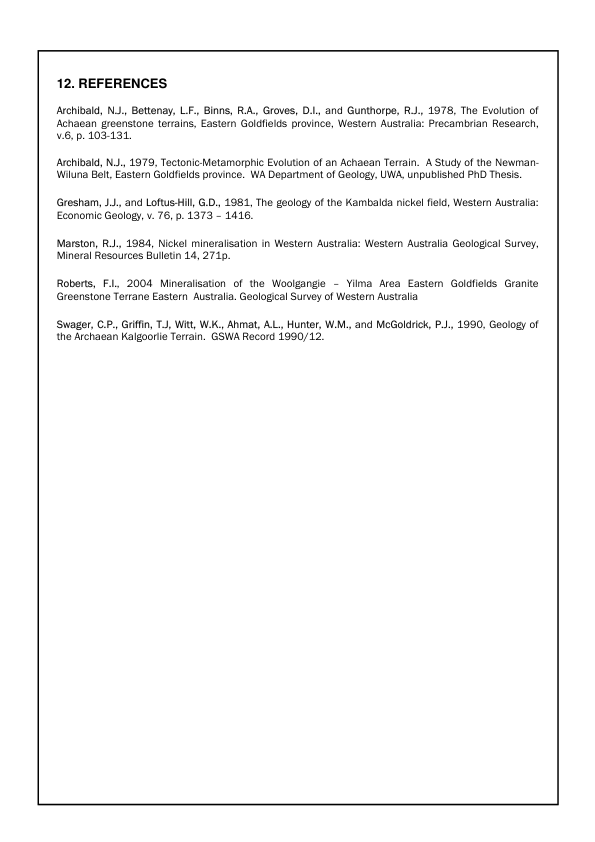 12. REFERENCES
Archibald, N.J., Bettenay, L.F., Binns, R.A., Groves, D.I., and Gunthorpe, R.J., 1978, The Evolution of
Achaean greenstone terrains, Eastern Goldfields province, Western Australia: Precambrian Research,
v.6, p. 103-131.
Archibald, N.J., 1979, Tectonic-Metamorphic Evolution of an Achaean Terrain.  A Study of the Newman-
Wiluna Belt, Eastern Goldfields province.  WA Department of Geology, UWA, unpublished PhD Thesis.
Gresham, J.J., and Loftus-Hill, G.D., 1981, The geology of the Kambalda nickel field, Western Australia:
Economic Geology, v. 76, p. 1373 – 1416.
Marston, R.J., 1984, Nickel mineralisation in Western Australia: Western Australia Geological Survey,
Mineral Resources Bulletin 14, 271p.
Roberts, F.I., 2004 Mineralisation of the Woolgangie – Yilma Area Eastern Goldfields Granite
Greenstone Terrane Eastern  Australia. Geological Survey of Western Australia
Swager, C.P., Griffin, T.J, Witt, W.K., Ahmat, A.L., Hunter, W.M., and McGoldrick, P.J., 1990, Geology of
the Archaean Kalgoorlie Terrain.  GSWA Record 1990/12.